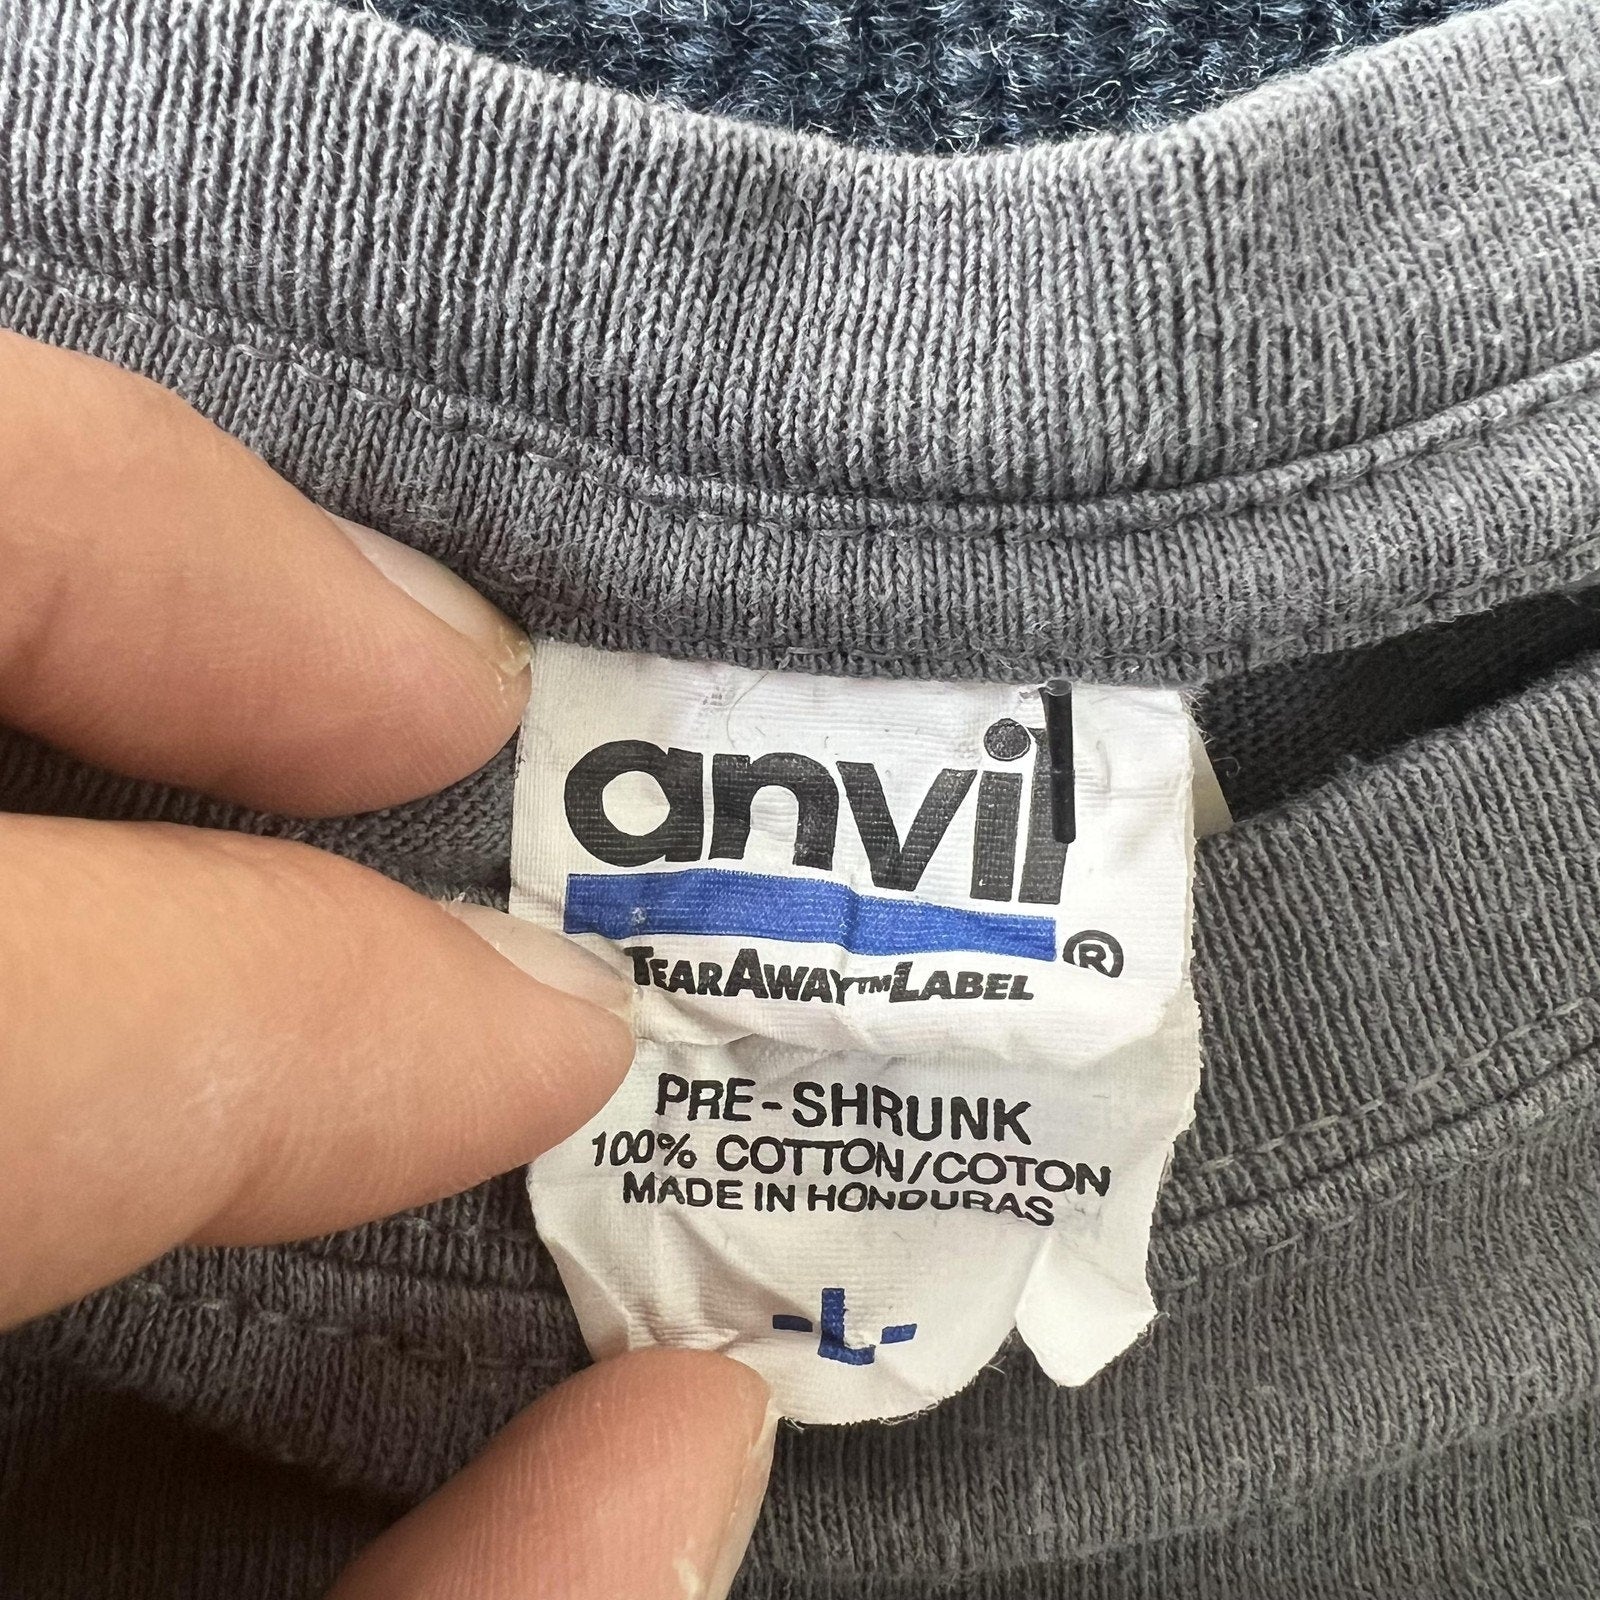 anvil
®
TEARAWAY™LABEL
PRE-SHRUNK
100% COTTON/COTON
MADE IN HONDURAS
-L-